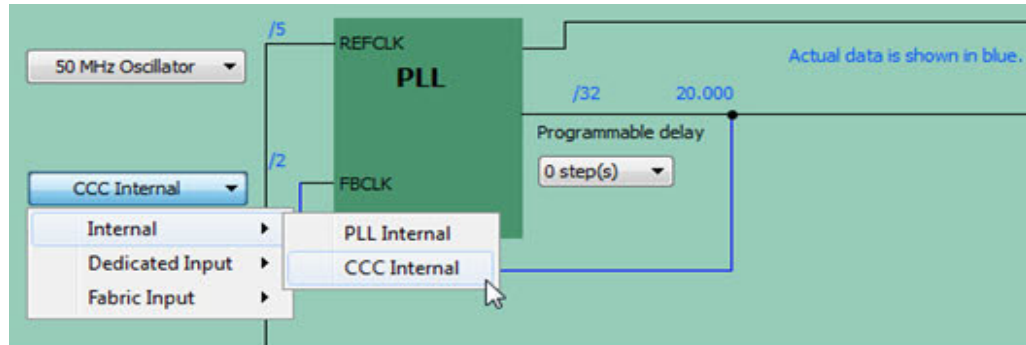 /5
REFCLK
50 MHz Oscillator
PLL
Actual data is shown in blue.
/32 20.000
Programmable delay
/2
0 step(s)
CCC Internal
FBCLK
Internal
PLL Internal
Dedicated Input
CCC Internal
Fabric Input